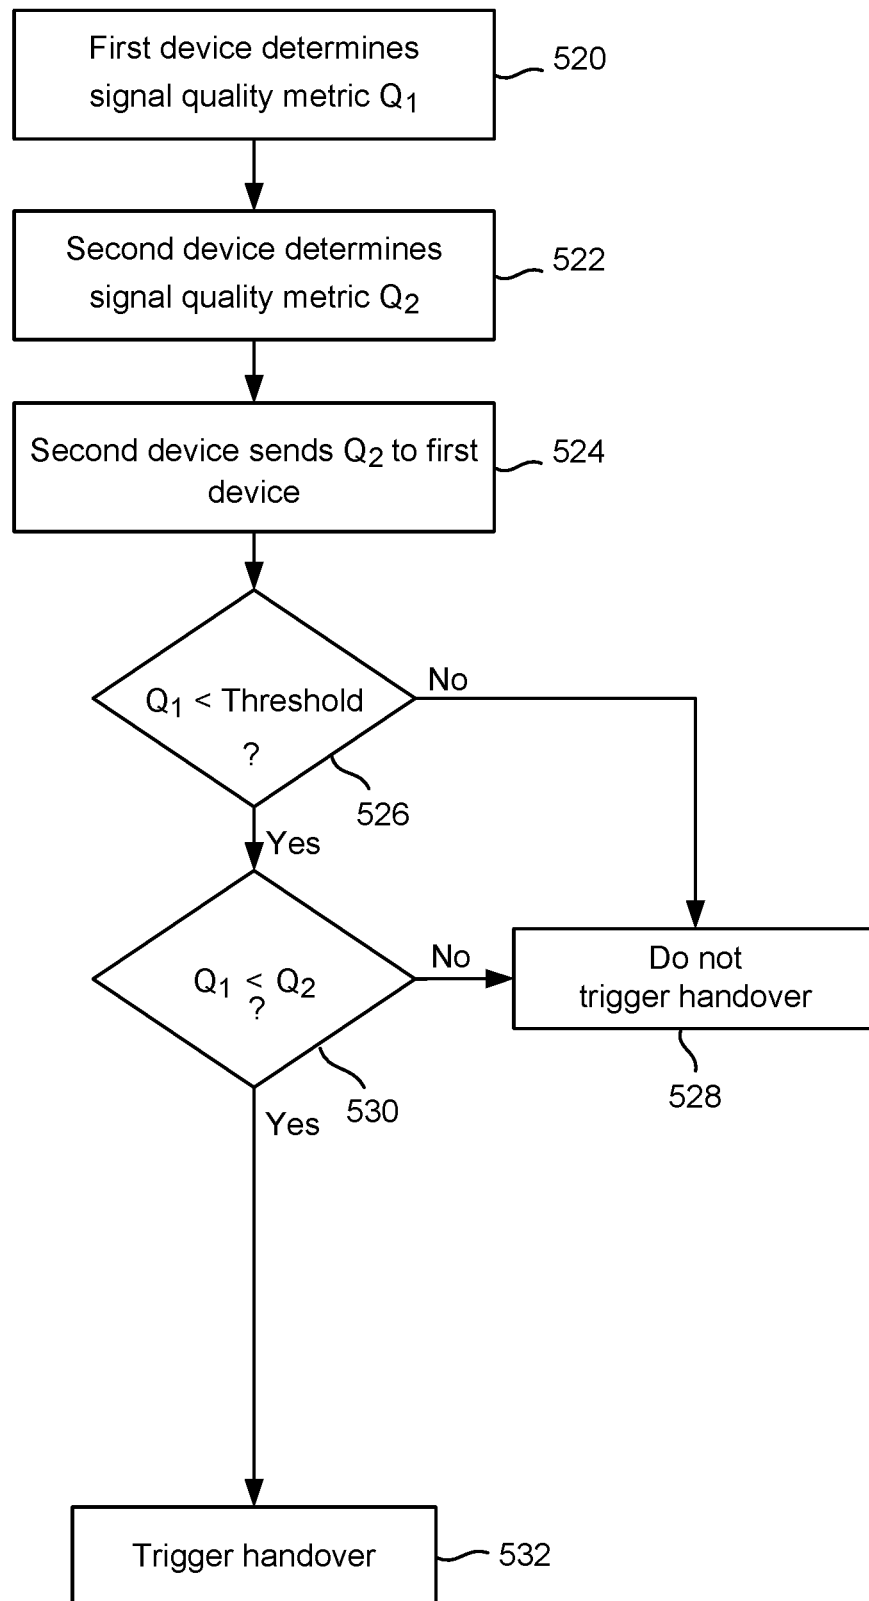 First device determines
signal quality metric Q1
520
Second device determines
signal quality metric Q2
522
Second device sends Q2 to first
device
524
Q1 < Threshold
?
No
526
Yes
Q1 < Q2
?
No
Do not
trigger handover
528
530
Yes
Trigger handover
532